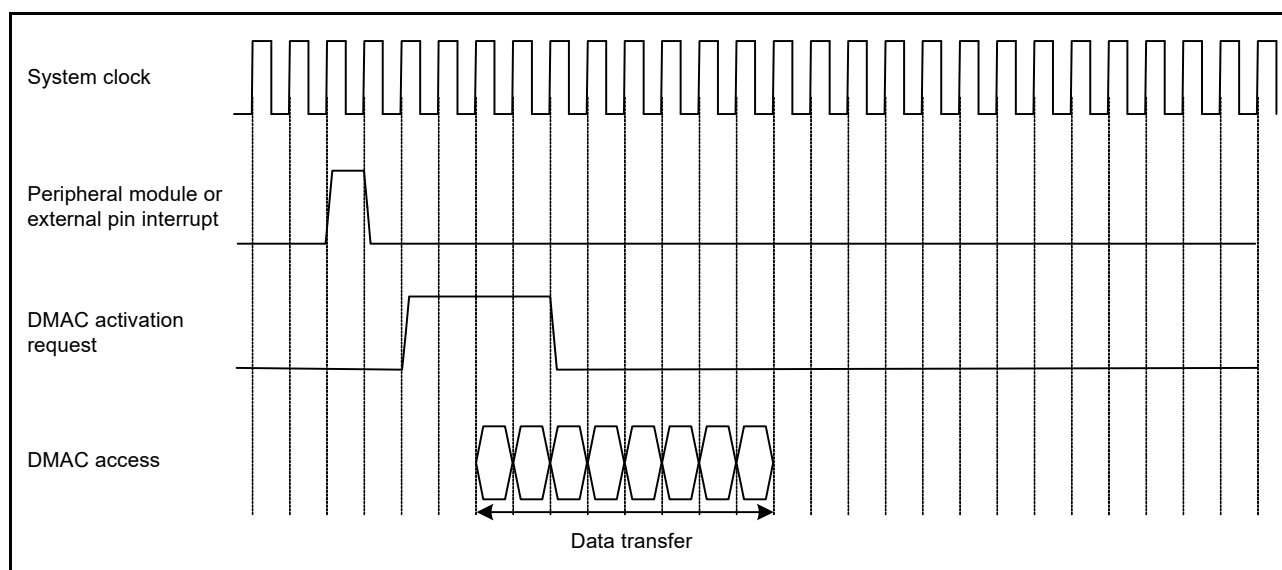 System clock
Peripheral module or
external pin interrupt
DMAC activation
request
DMAC access
Data transfer